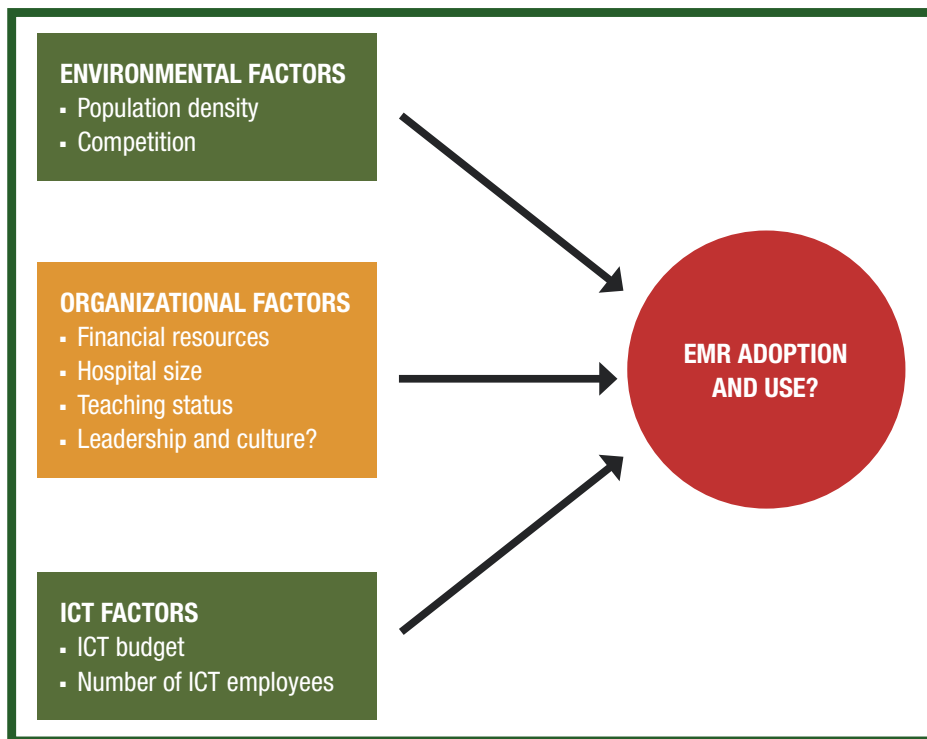 ENVIRONMENTAL FACTORS
▪ Population density
▪ Competition
ORGANIZATIONAL FACTORS
▪ Financial resources
▪ Hospital size
▪ Teaching status
▪ Leadership and culture?
EMR ADOPTION
AND USE?
ICT FACTORS
▪ ICT budget
▪ Number of ICT employees